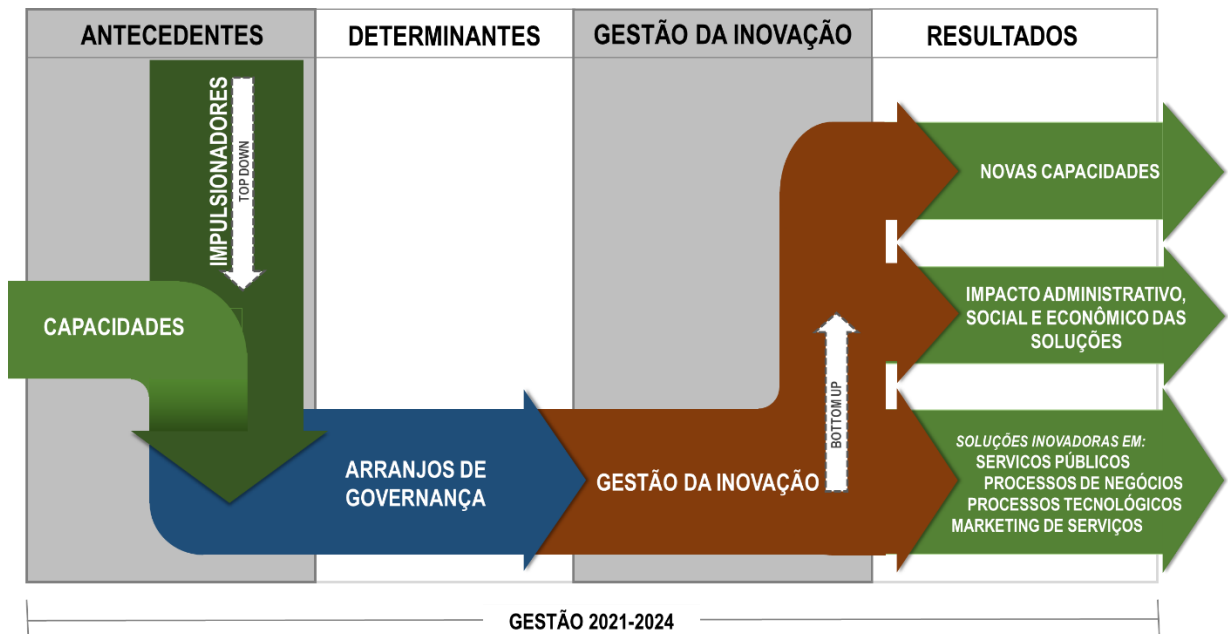 ANTECEDENTES
DETERMINANTES
GESTÃO DA INOVAÇÃO
RESULTADOS
IMPULSIONADORES
TOP DOWN
CAPACIDADES
ARRANJOS DE
GOVERNANÇA
GESTÃO DA INOVAÇÃO
BOTTOM UP
NOVAS CAPACIDADES
IMPACTO ADMINISTRATIVO,
SOCIAL E ECONÔMICO DAS
SOLUÇÕES
SOLUÇÕES INOVADORAS EM:
SERVICOS PÚBLICOS
PROCESSOS DE NEGÓCIOS
PROCESSOS TECNOLÓGICOS
MARKETING DE SERVIÇOS
GESTÃO 2021-2024